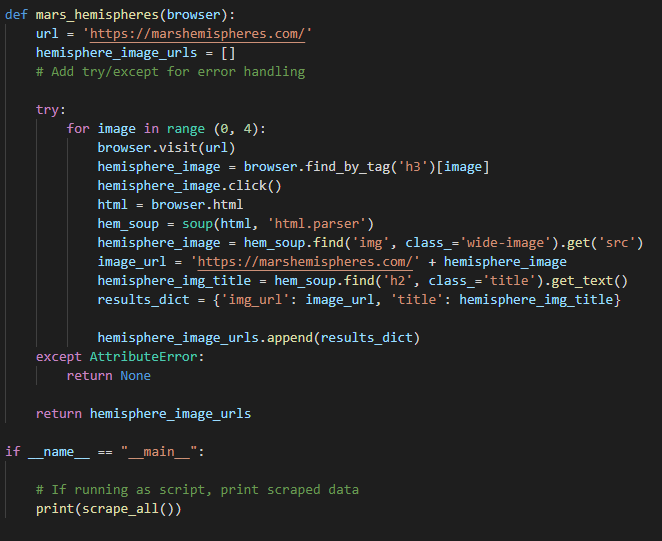 def mars_hemispheres(browser):
    url = 'https://marshemispheres.com/'
    hemisphere_image_urls = []
    # Add try/except for error handling

    try:
        for image in range (0, 4):
            browser.visit(url)
            hemisphere_image = browser.find_by_tag('h3')[image]
            hemisphere_image.click()
            html = browser.html
            hem_soup = soup(html, 'html.parser')
            hemisphere_image = hem_soup.find('img', class_='wide-image').get('src')
            image_url = 'https://marshemispheres.com/' + hemisphere_image
            hemisphere_img_title = hem_soup.find('h2', class_='title').get_text()
            results_dict = {'img_url': image_url, 'title': hemisphere_img_title}

            hemisphere_image_urls.append(results_dict)
    except AttributeError:
        return None

    return hemisphere_image_urls

if __name__ == "__main__":

    # If running as script, print scraped data
    print(scrape_all())